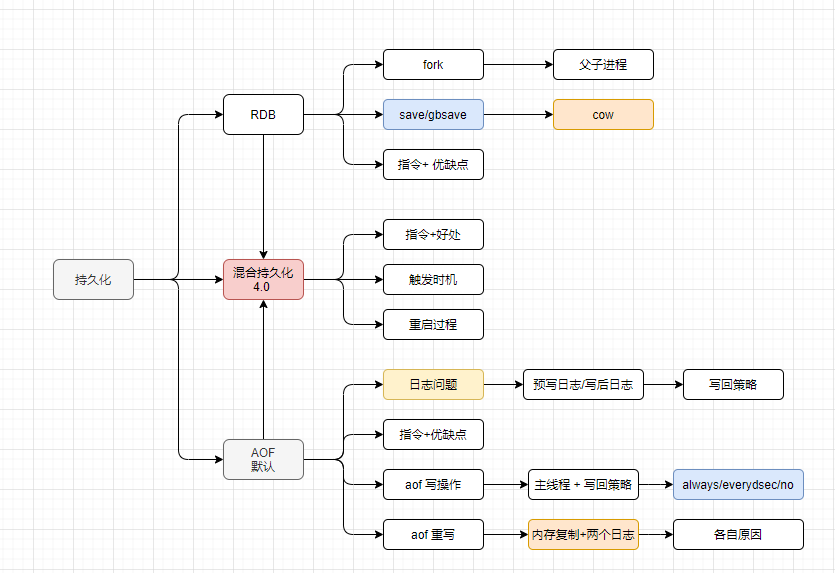 fork
父子进程
RDB
save/gbsave
cow
指令+ 优缺点
指令+好处
持久化
混合持久化
4.0
触发时机
重启过程
日志问题
预写日志/写后日志
写回策略
AOF
默认
指令+优缺点
aof 写操作
主线程 + 写回策略
always/everydsec/no
aof 重写
内存复制+两个日志
各自原因